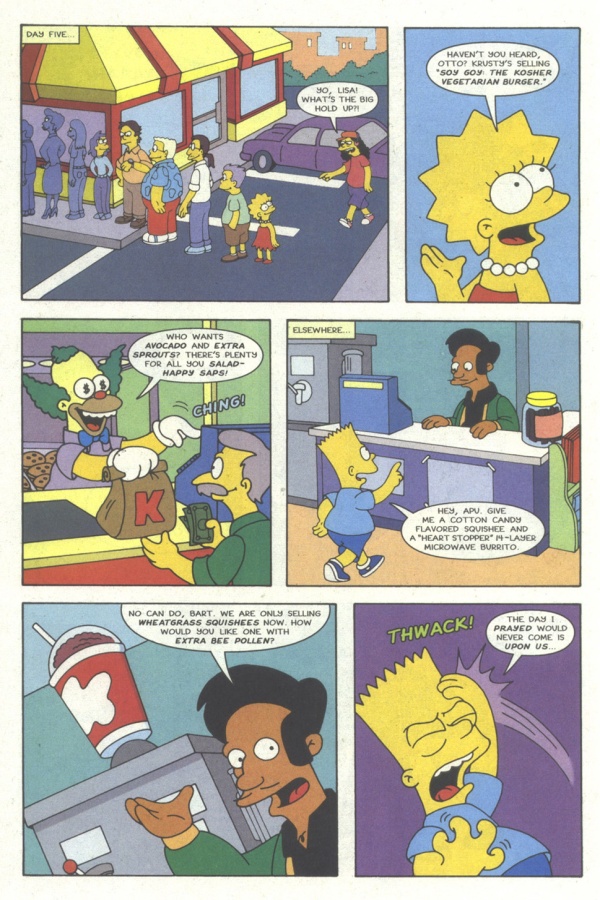 DAY FIVE...
YO, LISA!
WHAT'S THE BIG
HOLD UP?!
HAVEN'T YOU HEARD,
OTTO? KRUSTY'S SELLING
"SOY GOY: THE KOSHER
VEGETARIAN BURGER."
WHO WANTS
AVOCADO AND EXTRA
SPROUTS? THERE'S PLENTY
FOR ALL YOU SALAD-
HAPPY SAPS!
CHING!
K
ELSEWHERE...
HEY, APU. GIVE
ME A COTTON CANDY
FLAVORED SQUISHEE AND
A "HEART STOPPER" 14-LAYER
MICROWAVE BURRITO.
NO CAN DO, BART. WE ARE ONLY SELLING
WHEATGRASS SQUISHEES NOW. HOW
WOULD YOU LIKE ONE WITH
EXTRA BEE POLLEN?
THWACK!
THE DAY I
PRAYED WOULD
NEVER COME IS
UPON US...